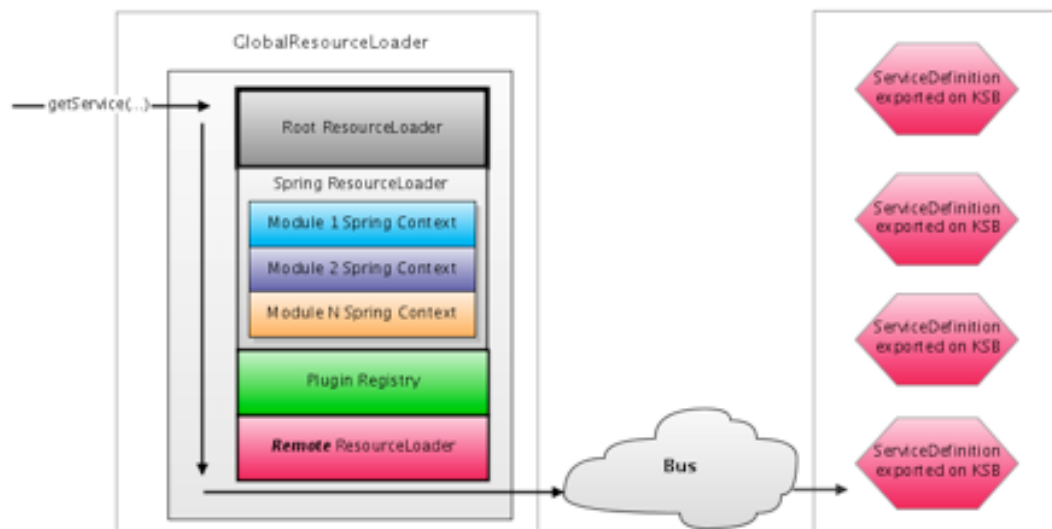 GlobalResourceLoader
getService(...)
Root ResourceLoader
Spring ResourceLoader
Module 1 Spring Context
Module 2 Spring Context
Module N Spring Context
Plugin Registry
Remote ResourceLoader
Bus
ServiceDefinition
exported on KSB
ServiceDefinition
exported on KSB
ServiceDefinition
exported on KSB
ServiceDefinition
exported on KSB